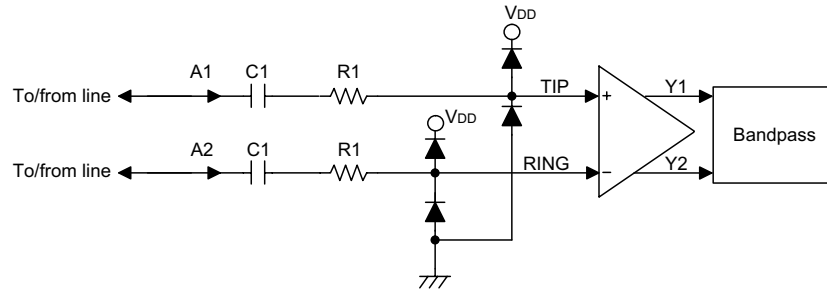 VDD
A1 C1 R1
To/from line TIP + Y1
VDD
Bandpass
A2 C1 R1
To/from line RING − Y2